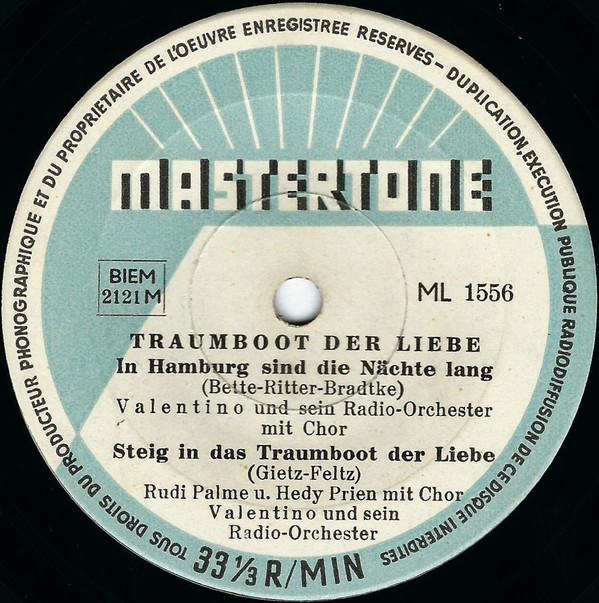 TOUS DROITS DU PRODUCTEUR PHONOGRAPHIQUE ET DU PROPRIETAIRE DE L'OEUVRE ENREGISTREE RESERVES – DUPLICATION, EXECUTION PUBLIQUE RADIODIFFUSION DE CE DISQUE INTERDITES
MASTERTONE
BIEM
2121 M
ML 1556
TRAUMBOOT DER LIEBE
In Hamburg sind die Nächte lang
(Bette-Ritter-Bradtke)
Valentino und sein Radio-Orchester
mit Chor
Steig in das Traumboot der Liebe
(Gietz-Feltz)
Rudi Palme u. Hedy Prien mit Chor
Valentino und sein
Radio-Orchester
33 1/3 R/MIN